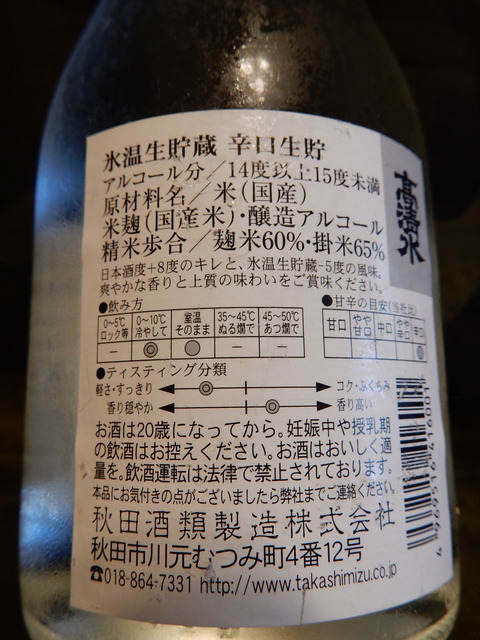 氷温生貯蔵 辛口生貯
アルコール分／14度以上15度未満
原材料名／米(国産)
米麹(国産米)・醸造アルコール
精米歩合／麹米60%・掛米65%
日本酒度+8度のキレと、氷温生貯蔵-5度の風味。
爽やかな香りと上質の味わいをご賞味ください。
高清水
●飲み方
0～5℃ ロック等
0～10℃ 冷やして
室温 そのまま
35～45℃ ぬる燗で
45～50℃ あつ燗で
－ ◎ ○ － －
●甘辛の目安(当社比)
甘口 やや甘口 中口 やや辛口 辛口
●テイスティング分類
軽さ・すっきり コク・ふくらみ
香り穏やか 香り高い
お酒は20歳になってから。妊娠中や授乳期
の飲酒はお控えください。お酒はおいしく適
量を。飲酒運転は法律で禁止されております。
本品にお気付きの点がございましたら弊社までご連絡ください。
秋田酒類製造株式会社
秋田市川元むつみ町4番12号
☎018-864-7331 http://www.takashimizu.co.jp